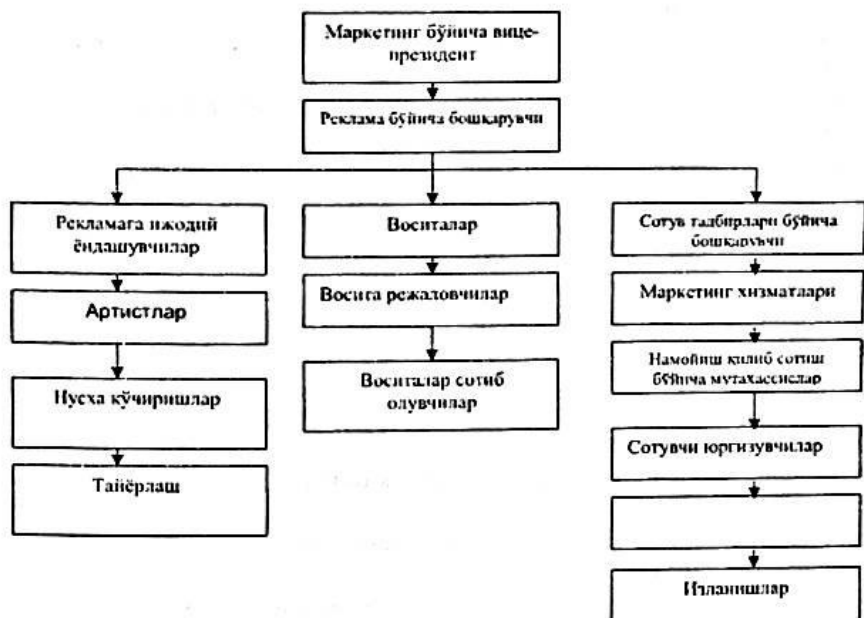 Маркетинг бўйича вице-
президент
Реклама бўйича бошқарувчи
Рекламага ижодий
ёндашувчилар
Артистлар
Нусха кўчиришлар
Тайёрлаш
Воситалар
Восита режаловчилар
Воситалар сотиб
олувчилар
Сотув тадбирлари бўйича
бошқарувчи
Маркетинг хизматлари
Намойиш қилиб сотиш
бўйича мутахассислар
Сотувчи юргизувчилар
Изланишлар